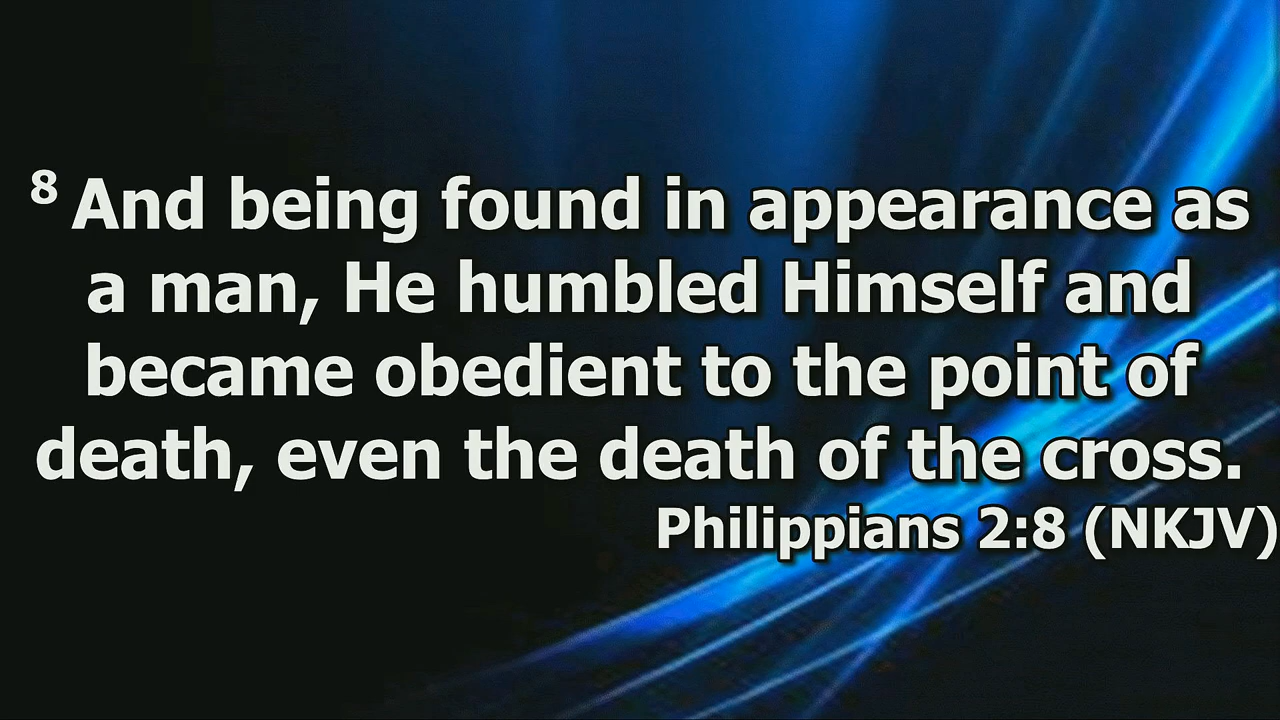 8 And being found in appearance as
a man, He humbled Himself and
became obedient to the point of
death, even the death of the cross.
Philippians 2:8 (NKJV)